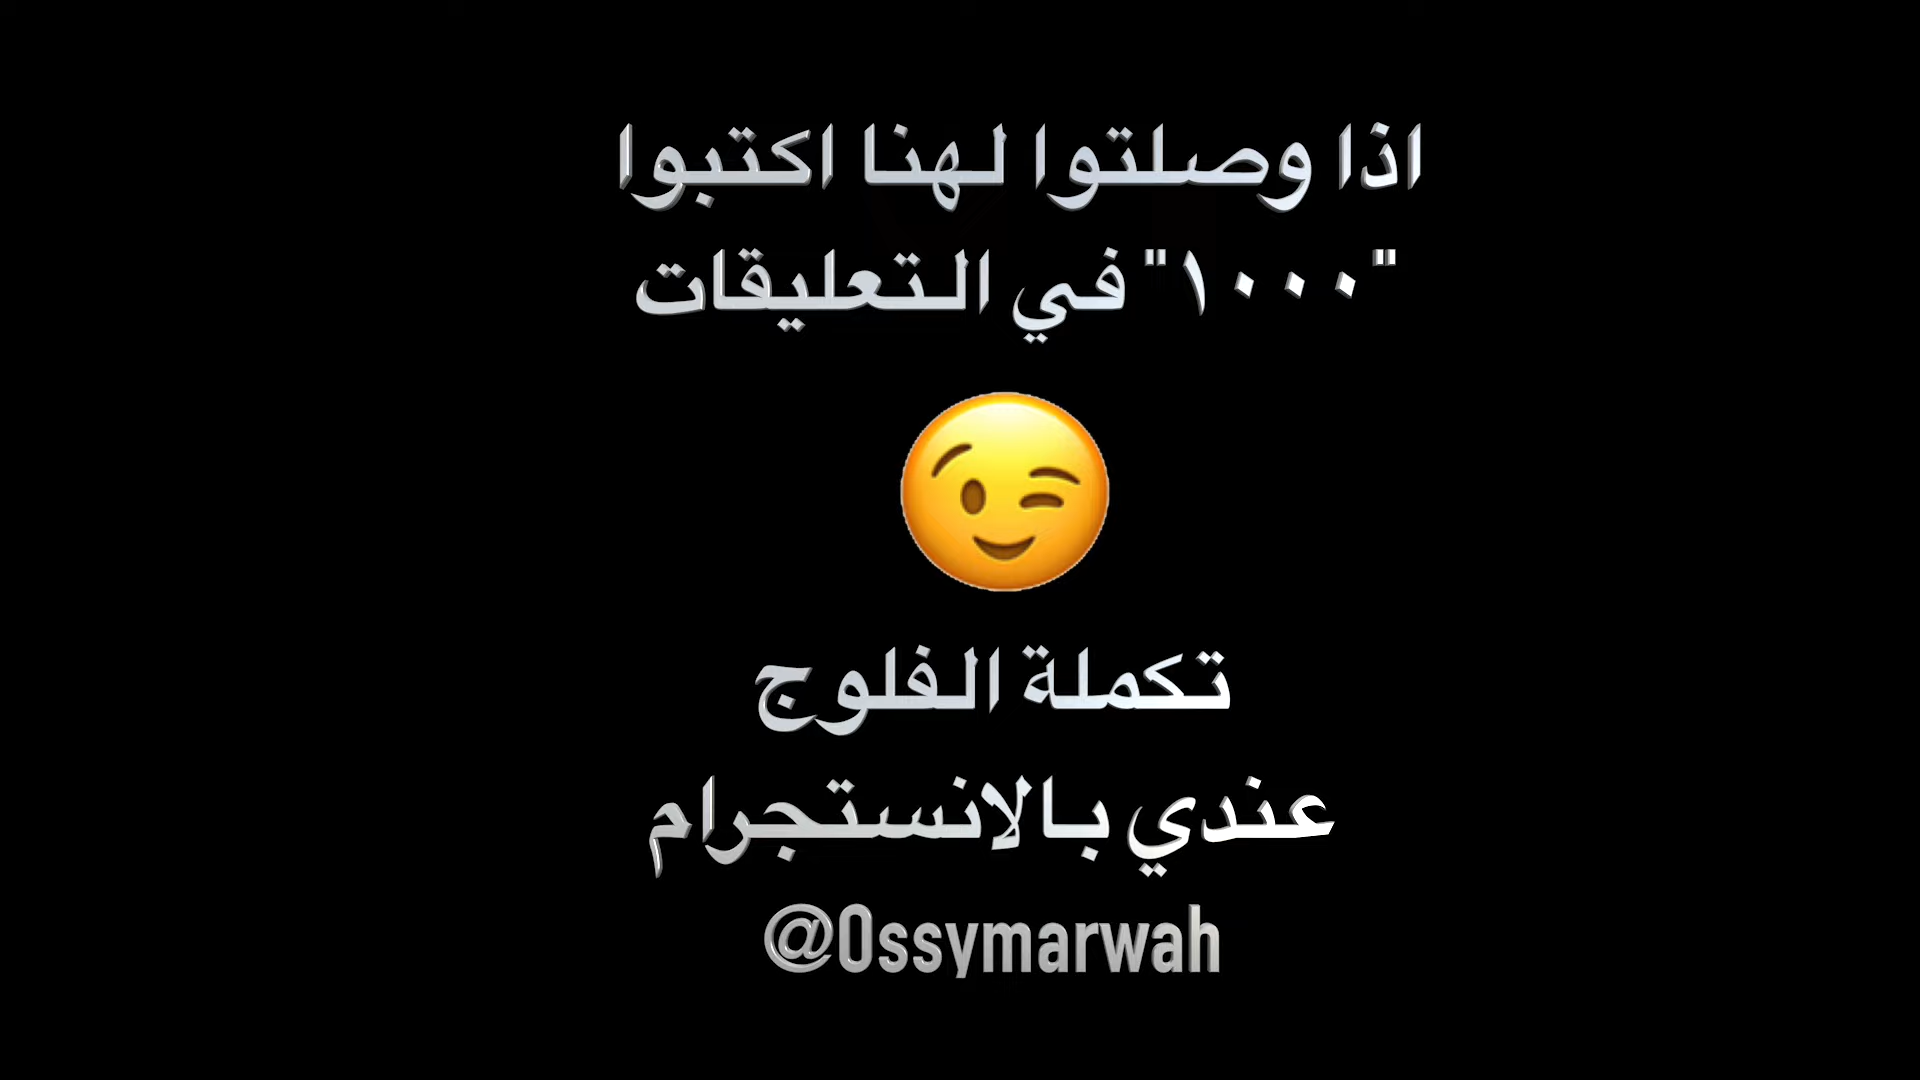 اذا وصلتوا لهنا اكتبوا
"١٠٠٠" في التعليقات
تكملة الفلوج
عندي بالانستجرام
@Ossymarwah